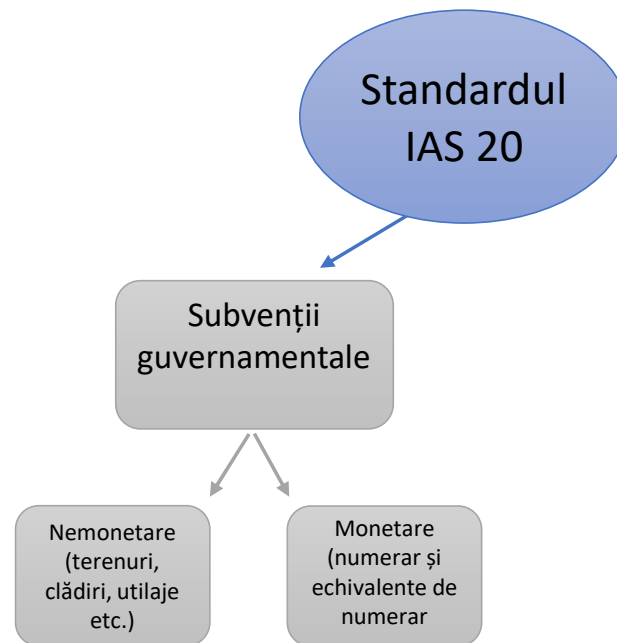 Standardul
IAS 20
Subvenții
guvernamentale
Nemonetare
(terenuri,
clădiri, utilaje
etc.)
Monetare
(numerar și
echivalente de
numerar